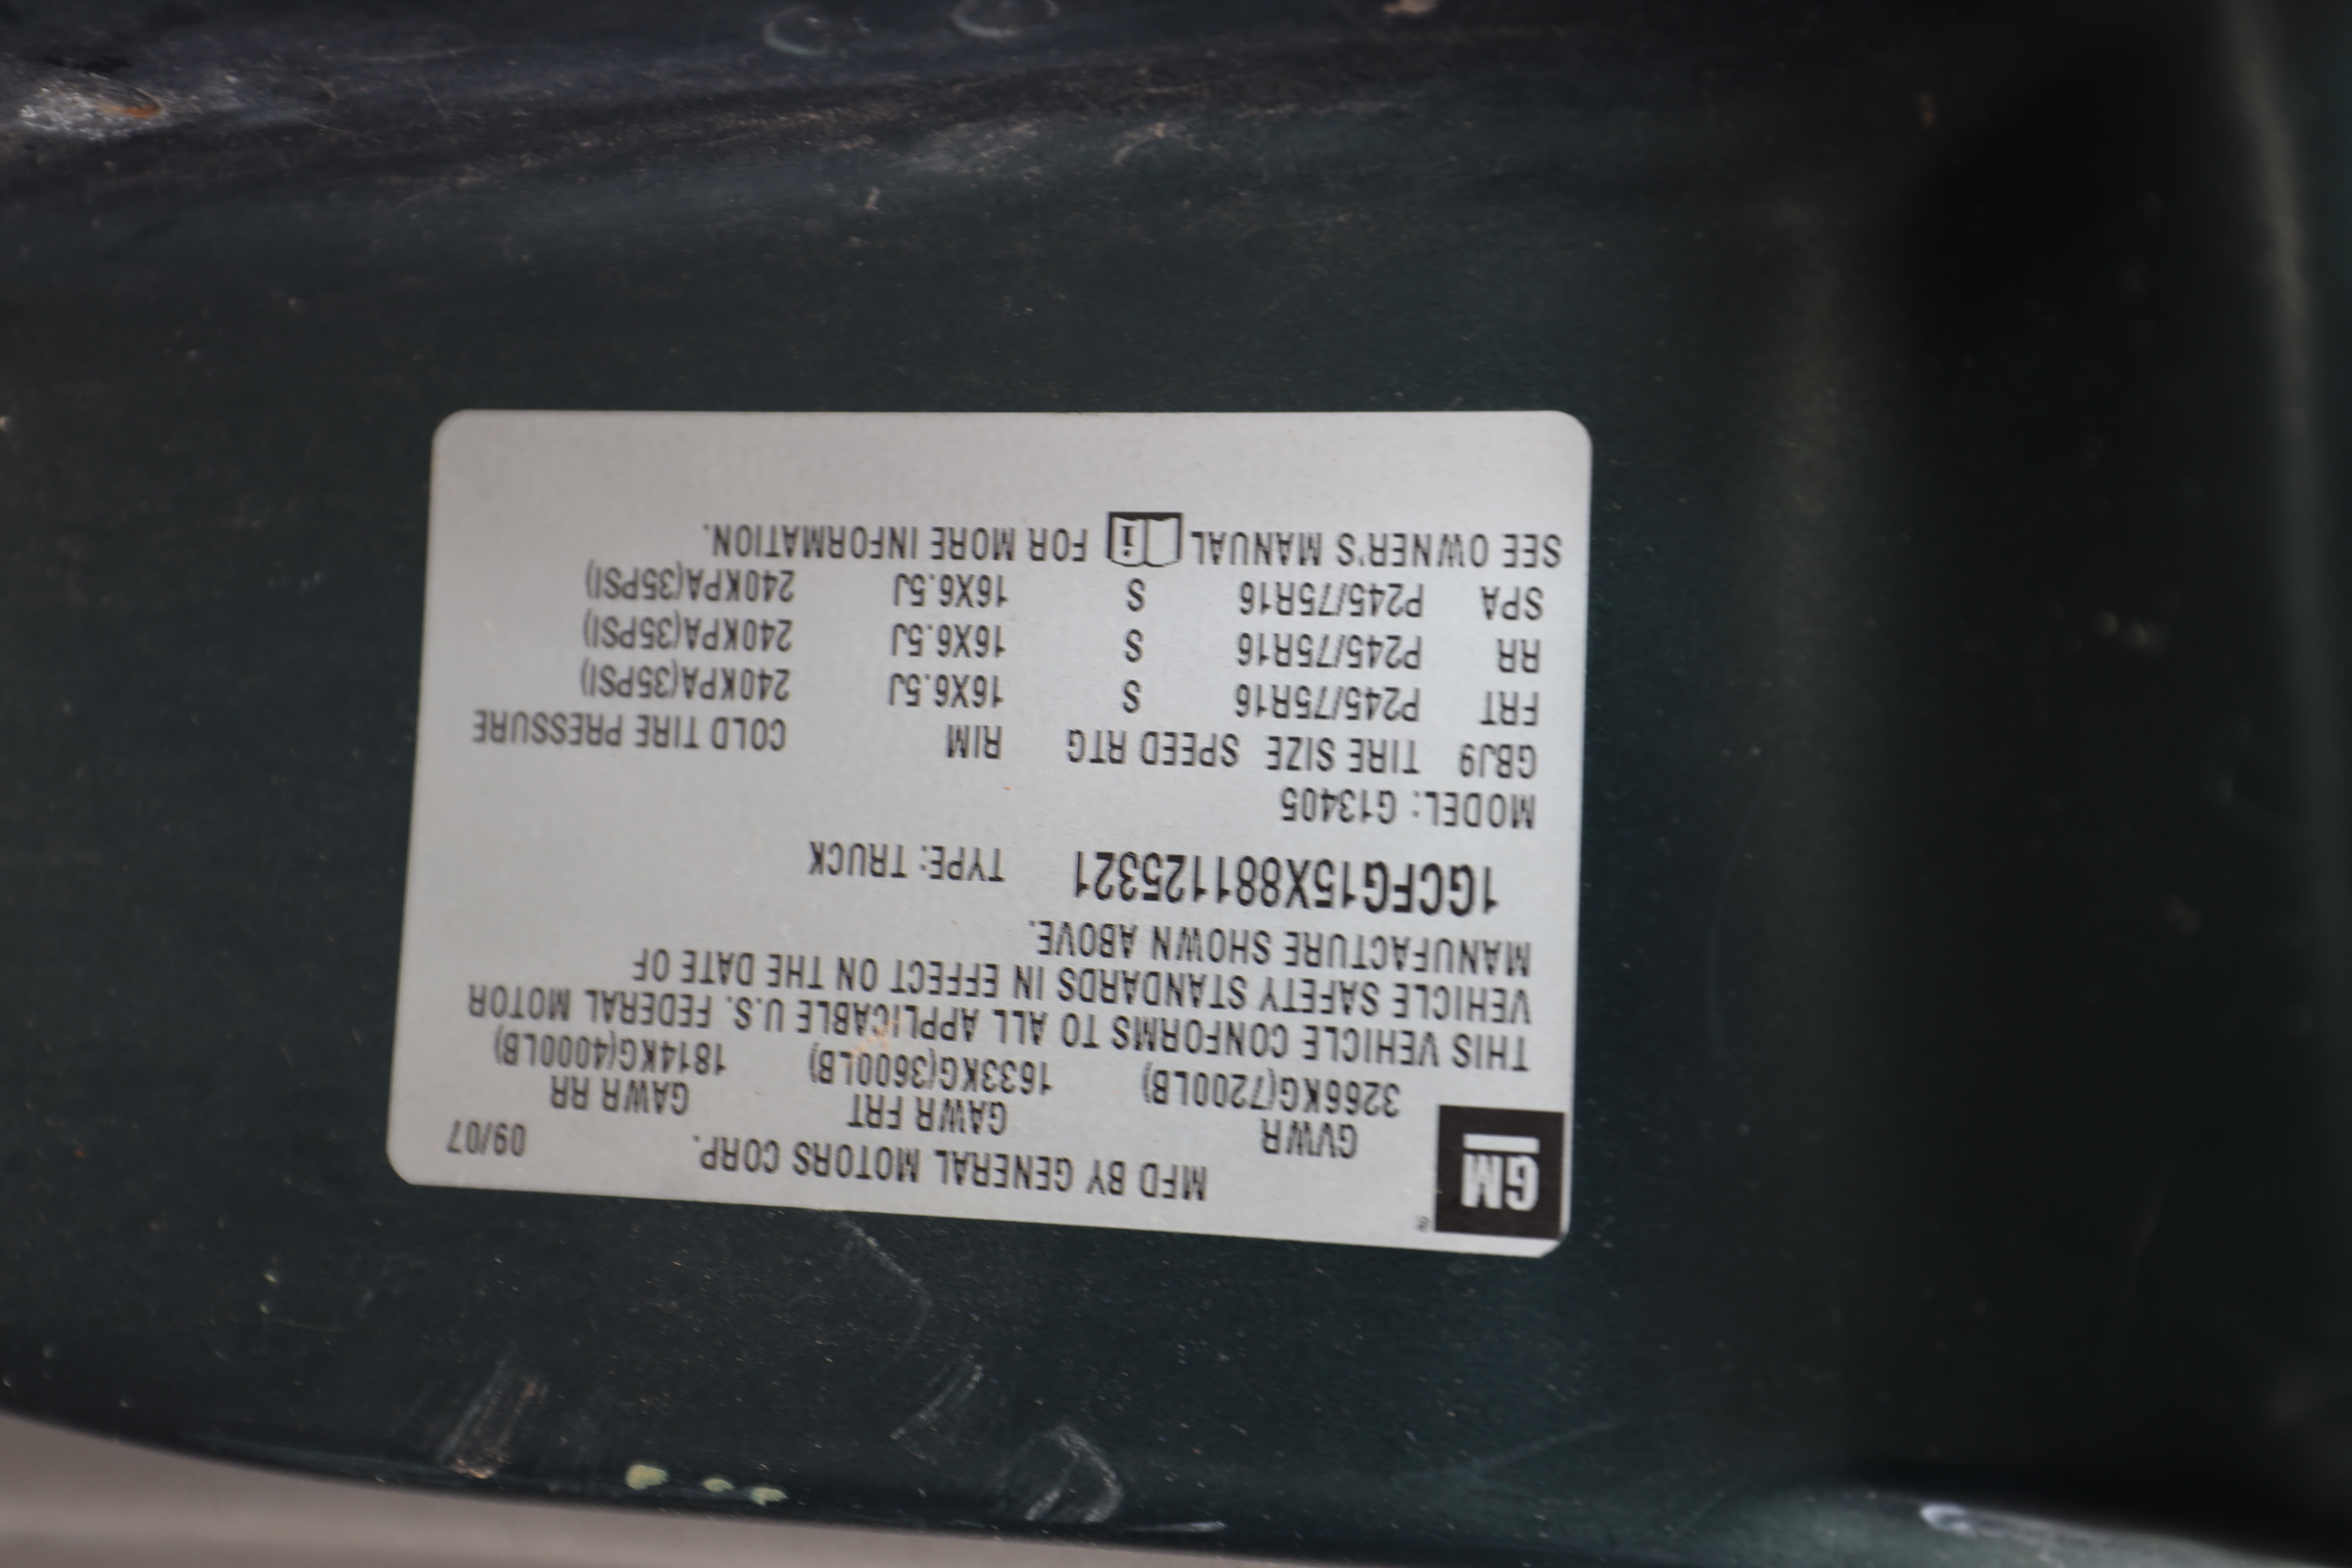 GM
MFD BY GENERAL MOTORS CORP. 09/07
GVWR GAWR FRT GAWR RR
3266KG(7200LB) 1633KG(3600LB) 1814KG(4000LB)
THIS VEHICLE CONFORMS TO ALL APPLICABLE U.S. FEDERAL MOTOR
VEHICLE SAFETY STANDARDS IN EFFECT ON THE DATE OF
MANUFACTURE SHOWN ABOVE.
1GCFG15X881125321 TYPE: TRUCK
MODEL: G13405
GBJ9 TIRE SIZE SPEED RTG RIM COLD TIRE PRESSURE
FRT P245/75R16 S 16X6.5J 240KPA(35PSI)
RR P245/75R16 S 16X6.5J 240KPA(35PSI)
SPA P245/75R16 S 16X6.5J 240KPA(35PSI)
SEE OWNER'S MANUAL i FOR MORE INFORMATION.